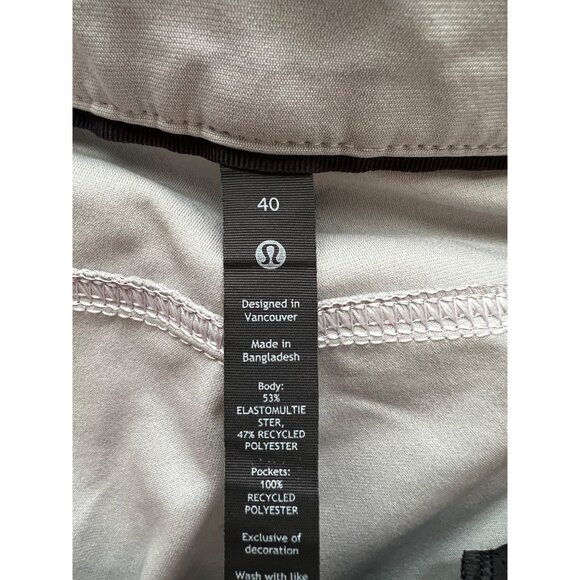 40
Designed in
Vancouver
Made in
Bangladesh
Body:
53%
ELASTOMULTIE
STER,
47% RECYCLED
POLYESTER
Pockets:
100%
RECYCLED
POLYESTER
Exclusive of
decoration
Wash with like